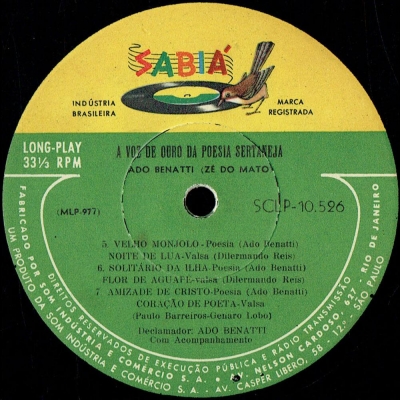 SABIÁ
INDÚSTRIA
BRASILEIRA
MARCA
REGISTRADA
LONG-PLAY
33 1/3 RPM
A VOZ DE OURO DA POESIA SERTANEJA
ADO BENATTI (ZÉ DO MATO)
(MLP-977)
SCLP-10.526
5. VELHO MONJOLO-Poesia (Ado Benatti)
NOITE DE LUA-Valsa (Dilermando Reis)
6. SOLITÁRIO DA ILHA-Poesia (Ado Benatti)
FLOR DE AGUAPE-valsa (Dilermando Reis)
7. AMIZADE DE CRISTO-Poesia (Ado Benatti)
CORAÇÃO DE POETA-Valsa
(Paulo Barreiros-Genaro Lobo)
Declamador: ADO BENATTI
Com Acompanhamento
FABRICADO POR SOM INDÚSTRIA E COMÉRCIO S. A. - AV. NELSON CARDOSO, 627 - RIO DE JANEIRO
UM PRODUTO DA SOM INDÚSTRIA E COMÉRCIO S. A. - AV. CASPER LIBERO, 58 - 12.º - SÃO PAULO
DIREITOS RESERVADOS DE EXECUÇÃO PÚBLICA E RADIO TRANSMISSÃO